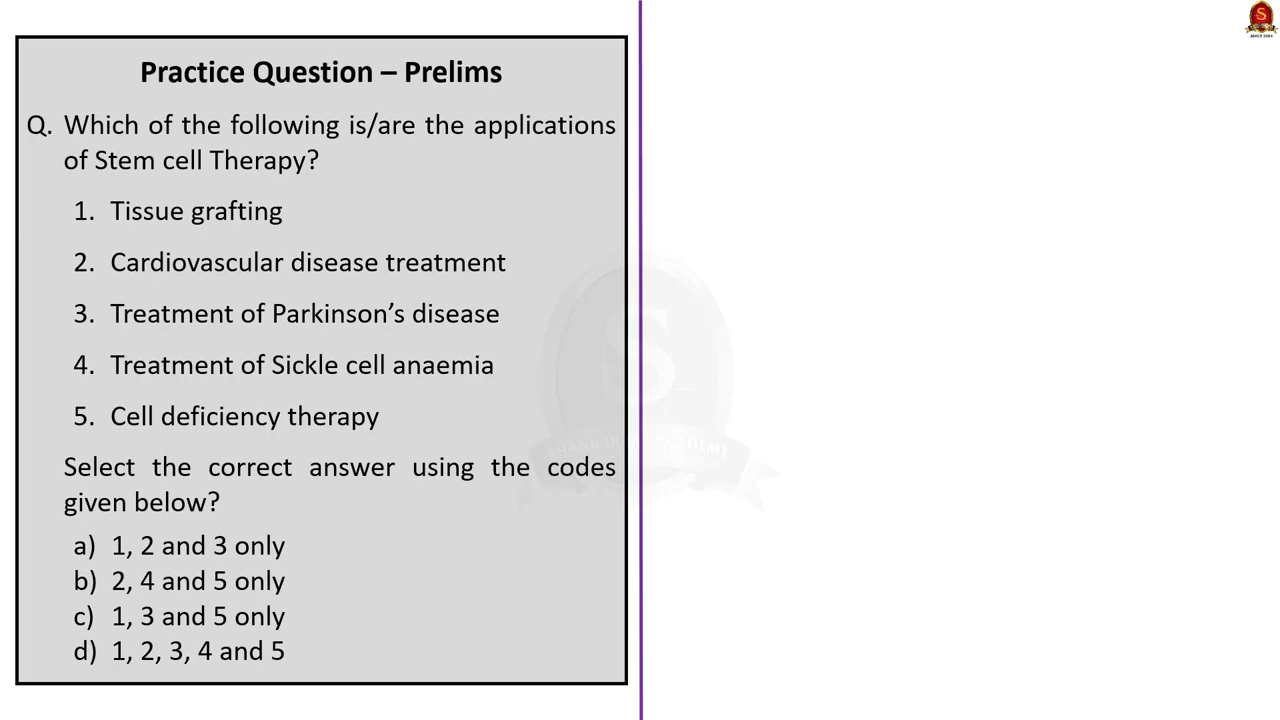 Practice Question – Prelims
Q. Which of the following is/are the applications
of Stem cell Therapy?
1. Tissue grafting
2. Cardiovascular disease treatment
3. Treatment of Parkinson’s disease
4. Treatment of Sickle cell anaemia
5. Cell deficiency therapy
Select the correct answer using the codes
given below?
a) 1, 2 and 3 only
b) 2, 4 and 5 only
c) 1, 3 and 5 only
d) 1, 2, 3, 4 and 5
S
SINCE 2004